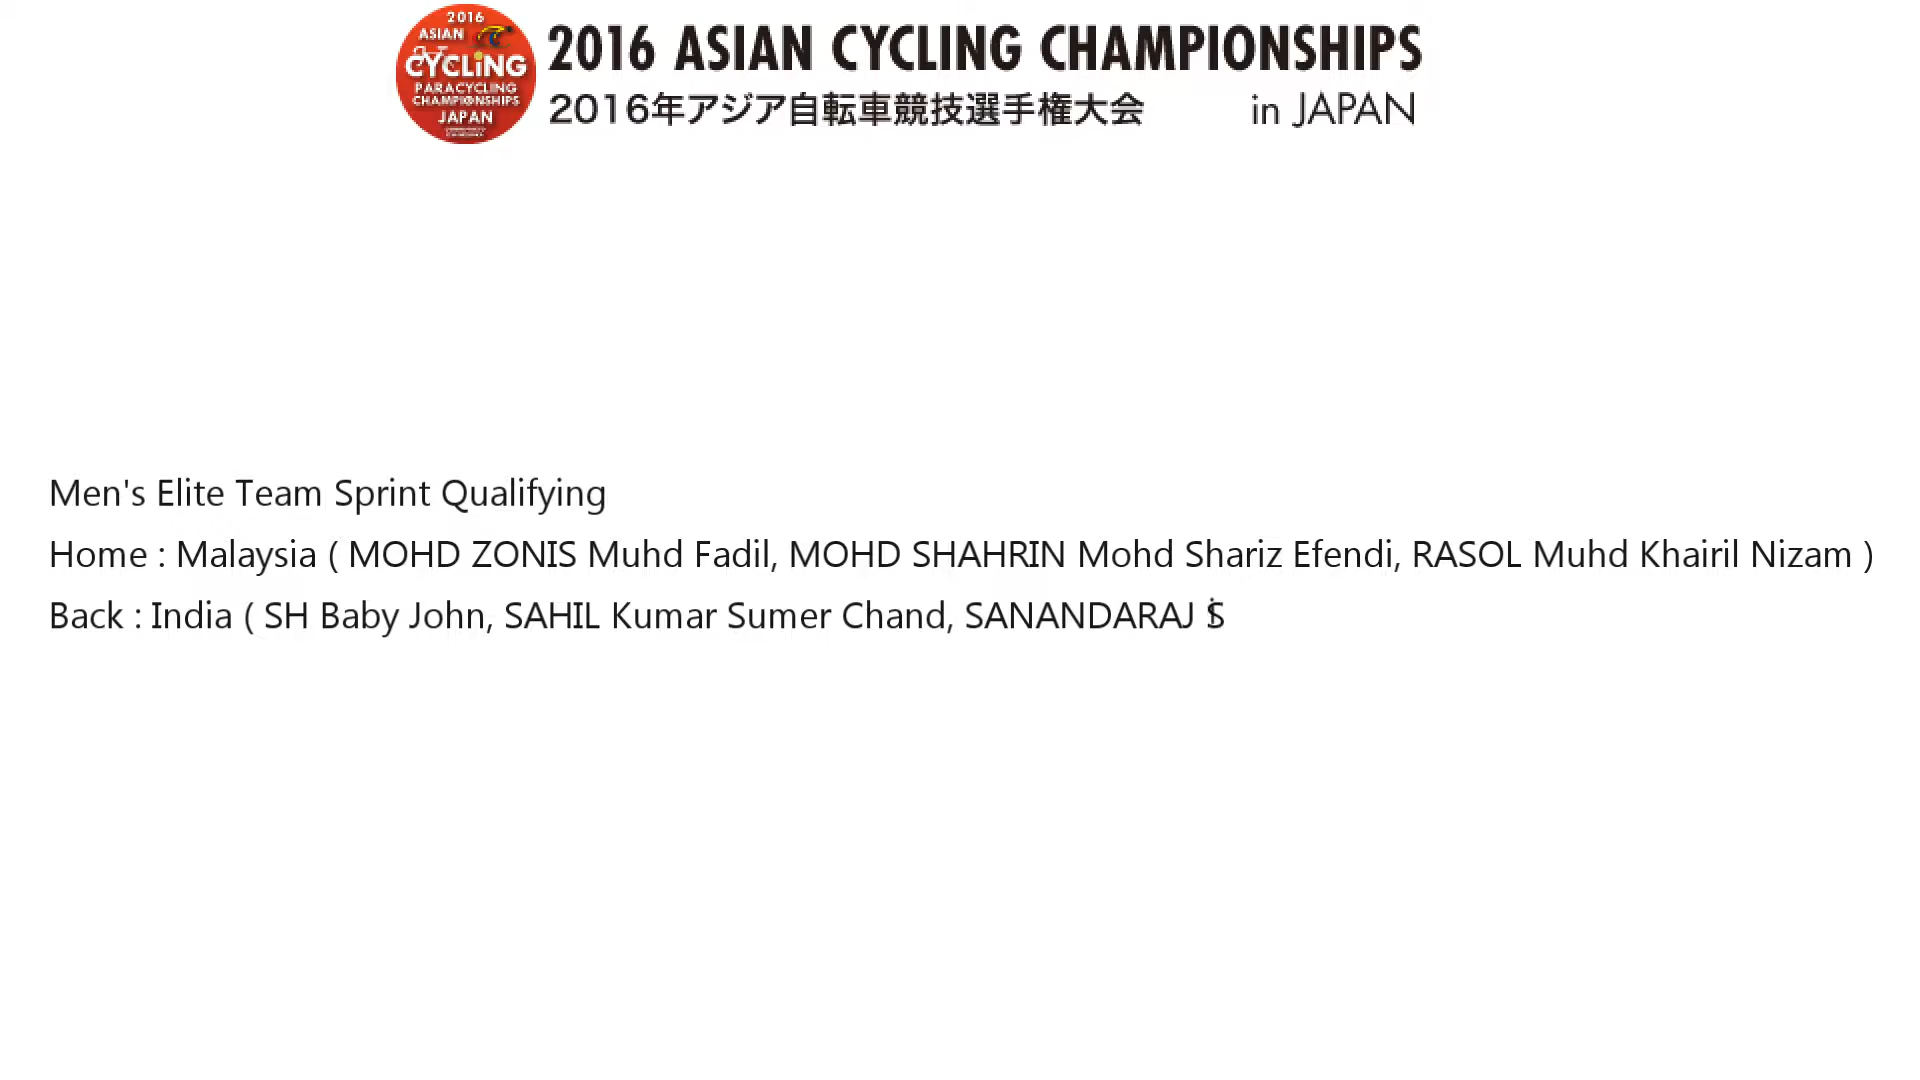 2016
ASIAN
CYCLiNG
PARACYCLING
CHAMPIONSHIPS
JAPAN
2016 ASIAN CYCLING CHAMPIONSHIPS
2016年アジア自転車競技選手権大会 in JAPAN
Men's Elite Team Sprint Qualifying
Home : Malaysia ( MOHD ZONIS Muhd Fadil, MOHD SHAHRIN Mohd Shariz Efendi, RASOL Muhd Khairil Nizam )
Back : India ( SH Baby John, SAHIL Kumar Sumer Chand, SANANDARAJ